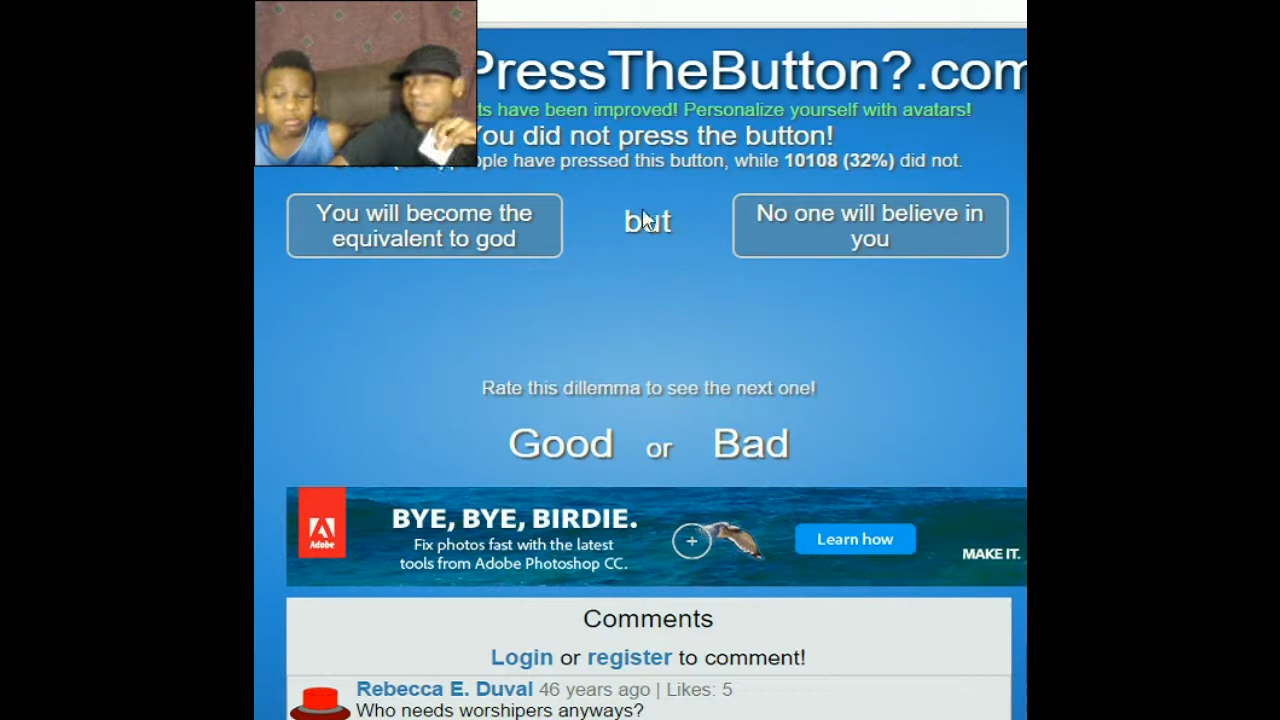 PressTheButton?.com
ts have been improved! Personalize yourself with avatars!
You did not press the button!
people have pressed this button, while 10108 (32%) did not.
You will become the
equivalent to god
but
No one will believe in
you
Rate this dillemma to see the next one!
Good or Bad
Adobe
BYE, BYE, BIRDIE.
Fix photos fast with the latest
tools from Adobe Photoshop CC.
Learn how
MAKE IT.
Comments
Login or register to comment!
Rebecca E. Duval 46 years ago | Likes: 5
Who needs worshipers anyways?